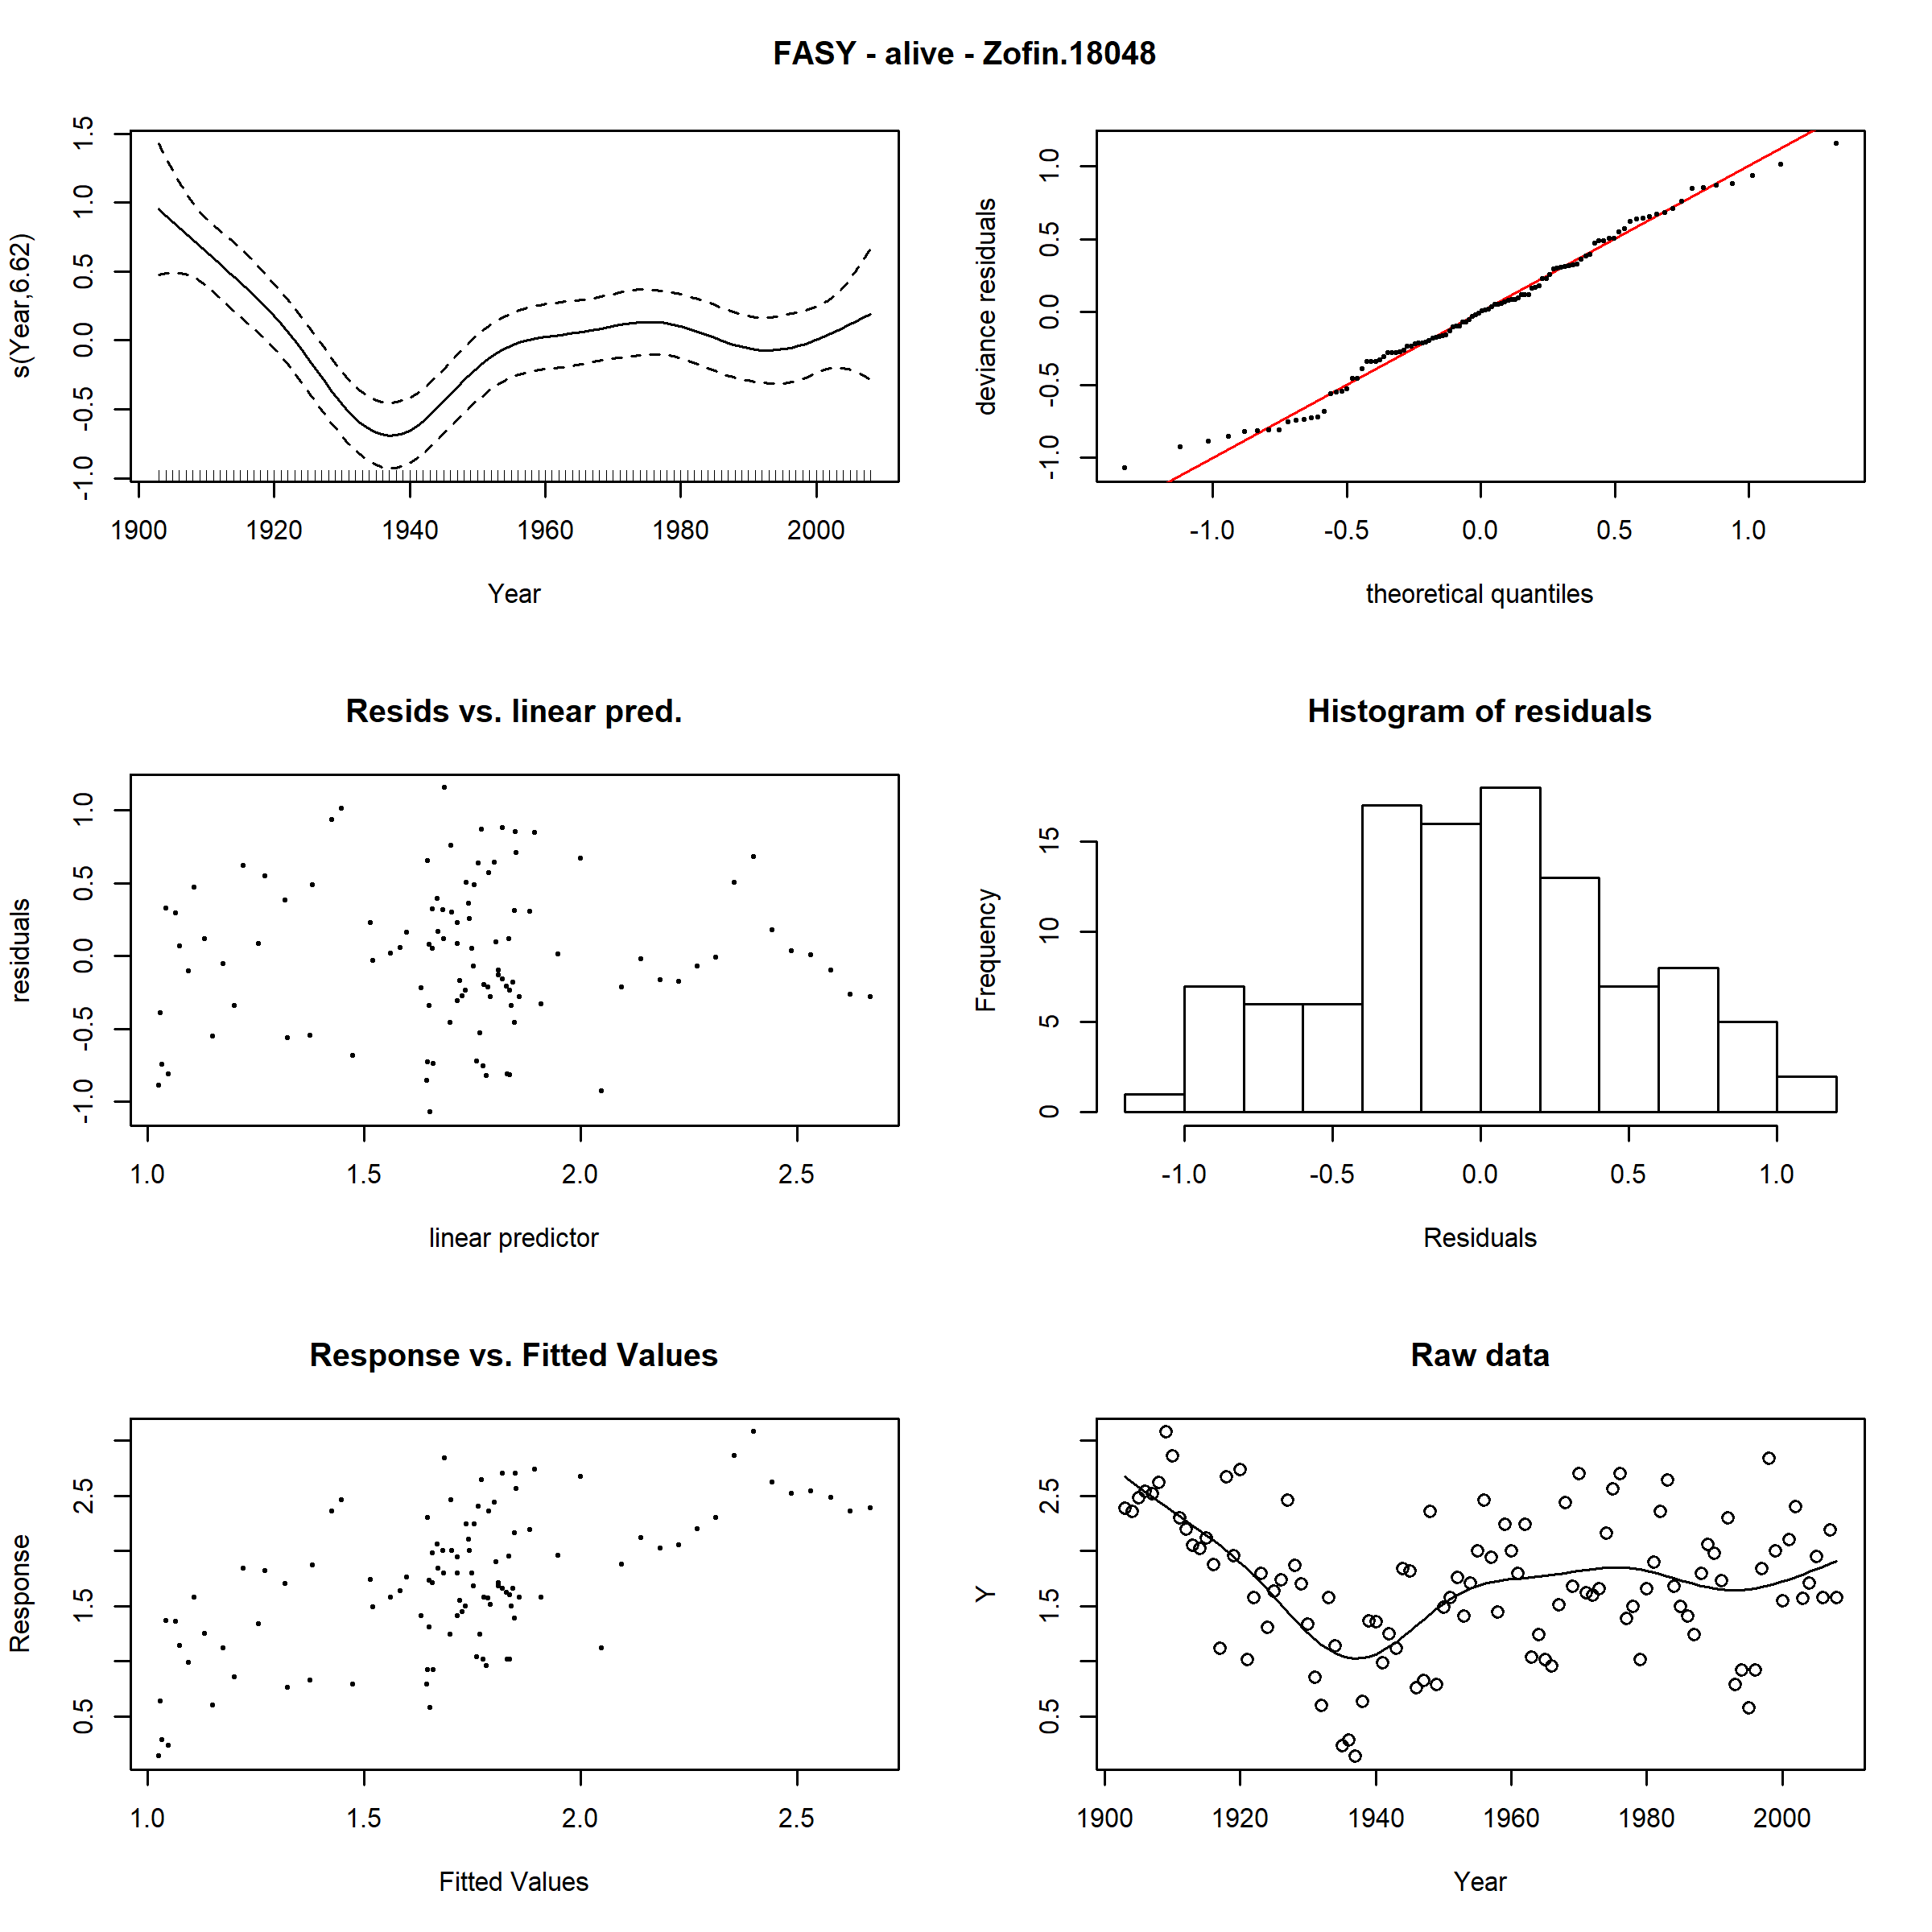 FASY - alive - Zofin.18048
s(Year,6.62)
1.5
1.0
0.5
0.0
-0.5
-1.0
1900 1920 1940 1960 1980 2000
Year
deviance residuals
1.0
0.5
0.0
-0.5
-1.0
-1.0 -0.5 0.0 0.5 1.0
theoretical quantiles
Resids vs. linear pred.
residuals
1.0
0.5
0.0
-0.5
-1.0
1.0 1.5 2.0 2.5
linear predictor
Histogram of residuals
Frequency
15
10
5
0
-1.0 -0.5 0.0 0.5 1.0
Residuals
Response vs. Fitted Values
Response
2.5
1.5
0.5
1.0 1.5 2.0 2.5
Fitted Values
Raw data
Y
2.5
1.5
0.5
1900 1920 1940 1960 1980 2000
Year